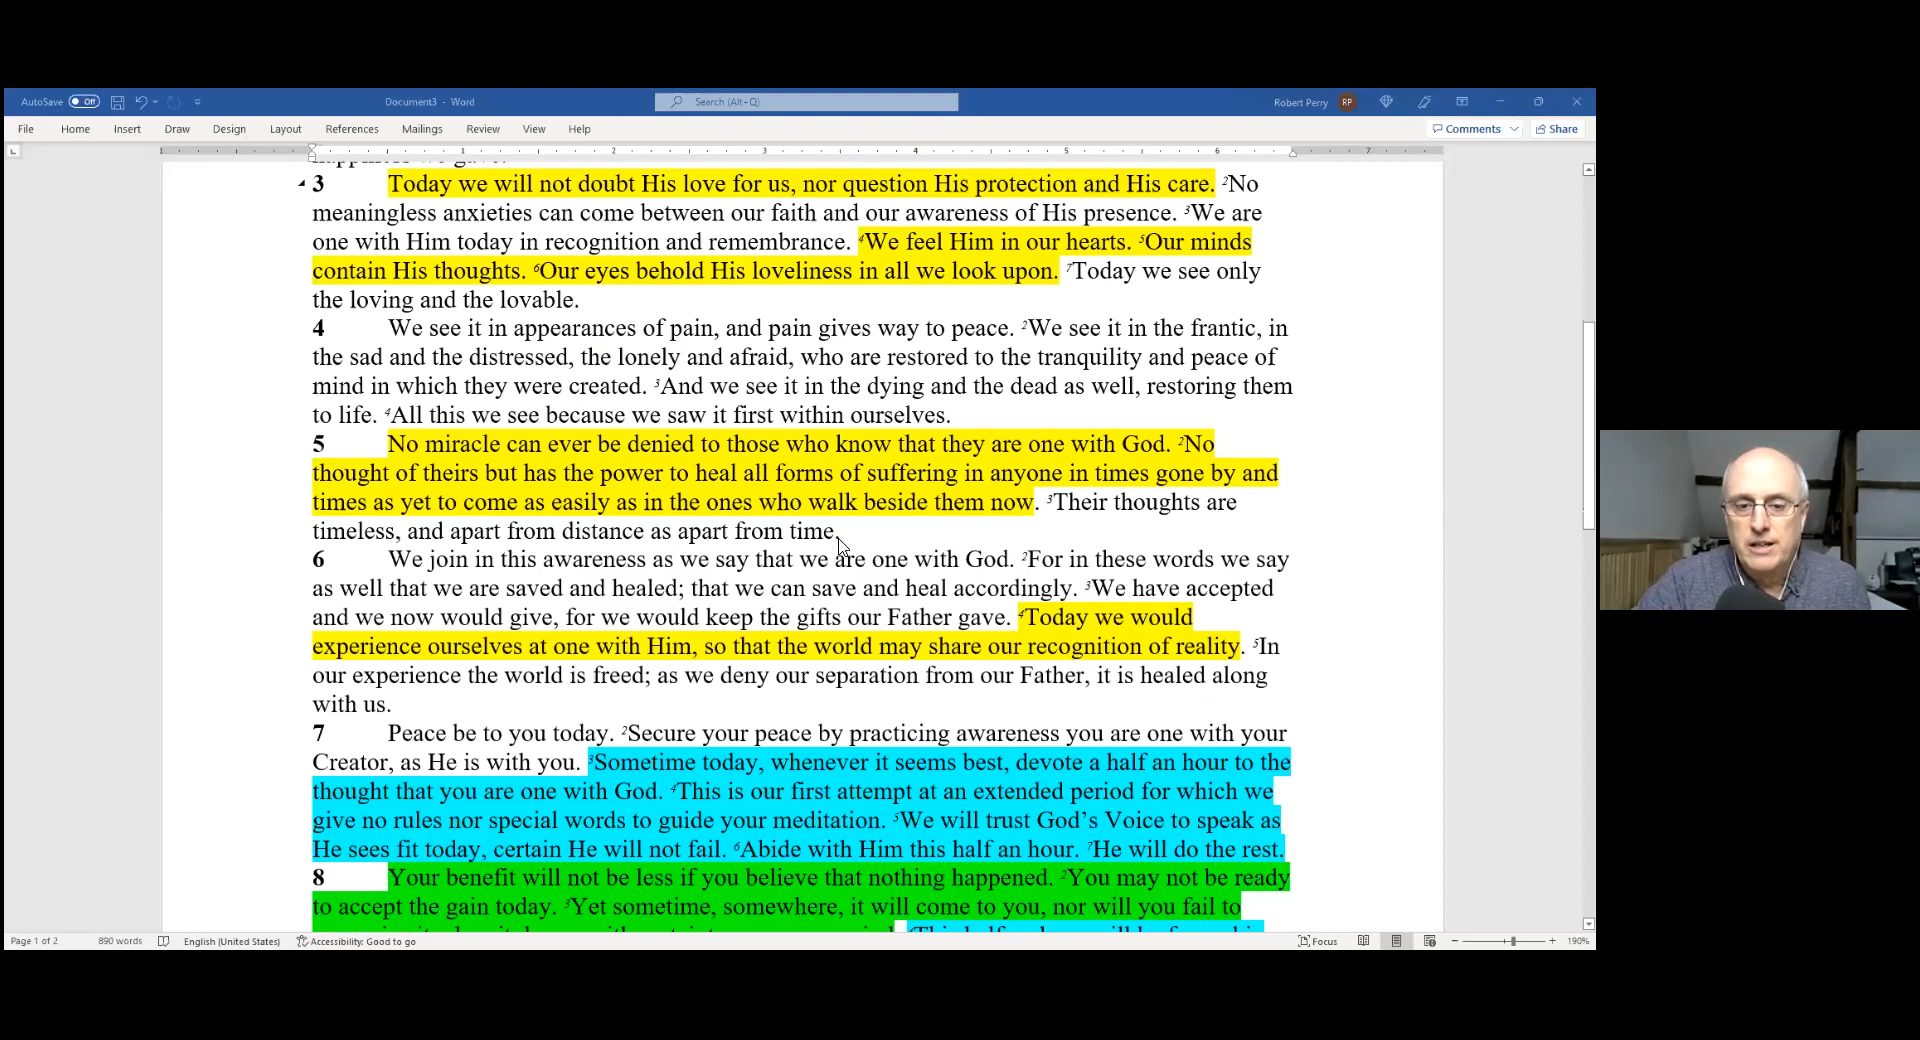 AutoSave Off Document3 - Word Search (Alt+Q) Robert Perry RP
File Home Insert Draw Design Layout References Mailings Review View Help Comments Share
1 1 2 3 4 5 6 7
happiness we gave.
3 Today we will not doubt His love for us, nor question His protection and His care. ²No
meaningless anxieties can come between our faith and our awareness of His presence. ³We are
one with Him today in recognition and remembrance. ⁴We feel Him in our hearts. ⁵Our minds
contain His thoughts. ⁶Our eyes behold His loveliness in all we look upon. ⁷Today we see only
the loving and the lovable.
4 We see it in appearances of pain, and pain gives way to peace. ²We see it in the frantic, in
the sad and the distressed, the lonely and afraid, who are restored to the tranquility and peace of
mind in which they were created. ³And we see it in the dying and the dead as well, restoring them
to life. ⁴All this we see because we saw it first within ourselves.
5 No miracle can ever be denied to those who know that they are one with God. ²No
thought of theirs but has the power to heal all forms of suffering in anyone in times gone by and
times as yet to come as easily as in the ones who walk beside them now. ³Their thoughts are
timeless, and apart from distance as apart from time.
6 We join in this awareness as we say that we are one with God. ²For in these words we say
as well that we are saved and healed; that we can save and heal accordingly. ³We have accepted
and we now would give, for we would keep the gifts our Father gave. ⁴Today we would
experience ourselves at one with Him, so that the world may share our recognition of reality. ⁵In
our experience the world is freed; as we deny our separation from our Father, it is healed along
with us.
7 Peace be to you today. ²Secure your peace by practicing awareness you are one with your
Creator, as He is with you. ³Sometime today, whenever it seems best, devote a half an hour to the
thought that you are one with God. ⁴This is our first attempt at an extended period for which we
give no rules nor special words to guide your meditation. ⁵We will trust God's Voice to speak as
He sees fit today, certain He will not fail. ⁶Abide with Him this half an hour. ⁷He will do the rest.
8 Your benefit will not be less if you believe that nothing happened. ²You may not be ready
to accept the gain today. ³Yet sometime, somewhere, it will come to you, nor will you fail to
Page 1 of 2 890 words English (United States) Accessibility: Good to go Focus 190%